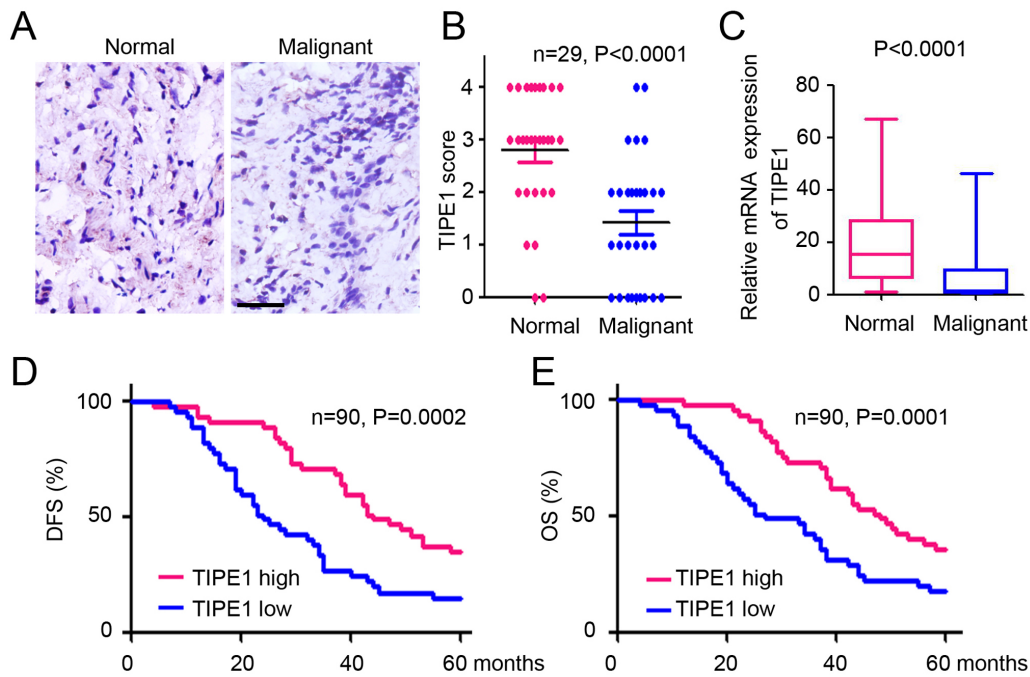 A
Normal
Malignant
B
n=29, P<0.0001
TIPE1 score
4
3
2
1
0
Normal
Malignant
C
P<0.0001
Relative mRNA expression
of TIPE1
80
60
40
20
0
Normal
Malignant
D
n=90, P=0.0002
DFS (%)
100
50
0
TIPE1 high
TIPE1 low
0
20
40
60 months
E
n=90, P=0.0001
OS (%)
100
50
0
TIPE1 high
TIPE1 low
0
20
40
60 months